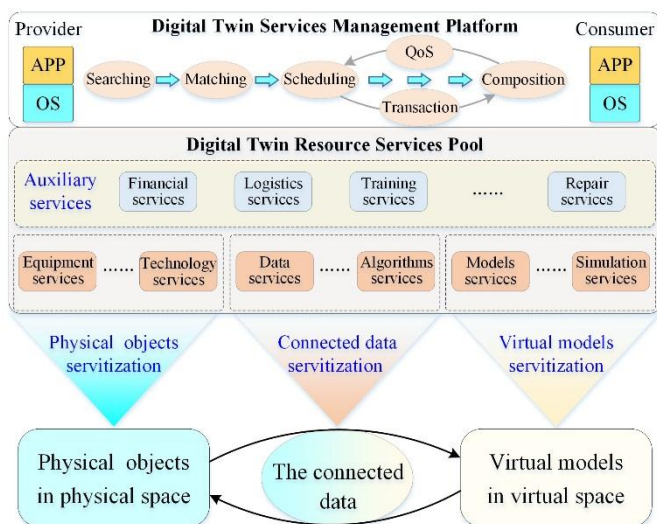 Provider
Digital Twin Services Management Platform
Consumer
APP
OS
Searching
Matching
Scheduling
QoS
Transaction
Composition
APP
OS
Digital Twin Resource Services Pool
Auxiliary
services
Financial
services
Logistics
services
Training
services
......
Repair
services
Equipment
services
......
Technology
services
Data
services
......
Algorithms
services
Models
services
......
Simulation
services
Physical objects
servitization
Connected data
servitization
Virtual models
servitization
Physical objects
in physical space
The connected
data
Virtual models
in virtual space